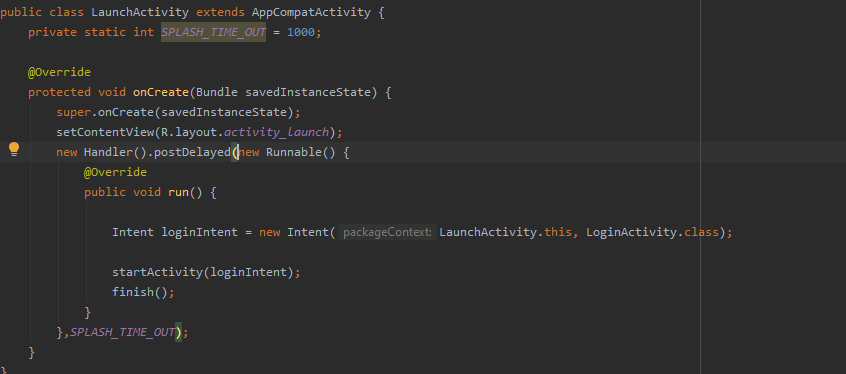 public class LaunchActivity extends AppCompatActivity {
    private static int SPLASH_TIME_OUT = 1000;

    @Override
    protected void onCreate(Bundle savedInstanceState) {
        super.onCreate(savedInstanceState);
        setContentView(R.layout.activity_launch);
        new Handler().postDelayed(new Runnable() {
            @Override
            public void run() {

                Intent loginIntent = new Intent( packageContext: LaunchActivity.this, LoginActivity.class);

                startActivity(loginIntent);
                finish();
            }
        },SPLASH_TIME_OUT);
    }
}